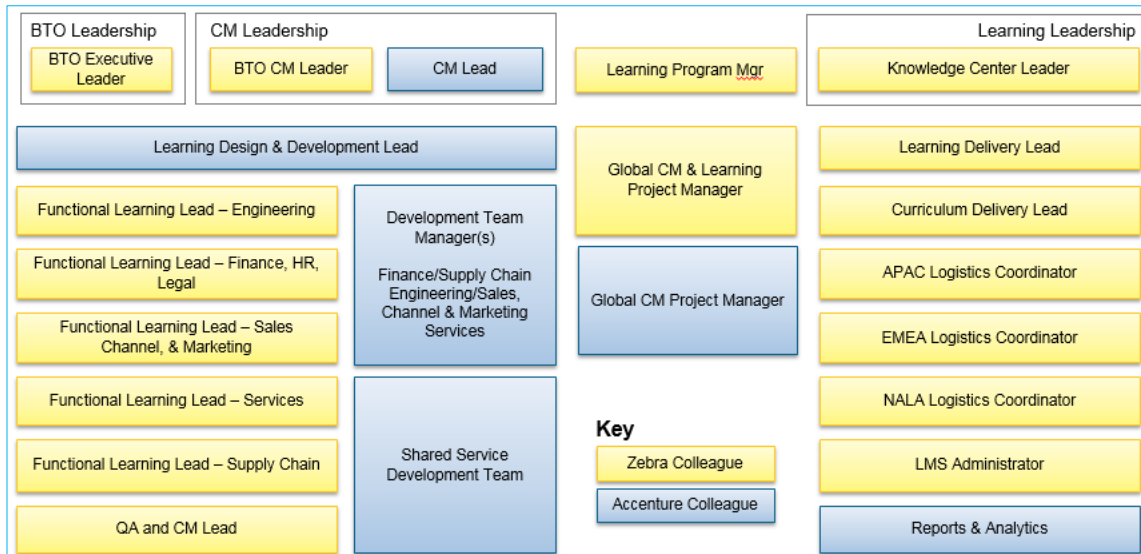 BTO Leadership
BTO Executive
Leader
CM Leadership
BTO CM Leader
CM Lead
Learning Program Mgr
Learning Leadership
Knowledge Center Leader
Learning Design & Development Lead
Functional Learning Lead – Engineering
Functional Learning Lead – Finance, HR,
Legal
Functional Learning Lead – Sales
Channel, & Marketing
Functional Learning Lead – Services
Functional Learning Lead – Supply Chain
QA and CM Lead
Development Team
Manager(s)
Finance/Supply Chain
Engineering/Sales,
Channel & Marketing
Services
Shared Service
Development Team
Global CM & Learning
Project Manager
Global CM Project Manager
Key
Zebra Colleague
Accenture Colleague
Learning Delivery Lead
Curriculum Delivery Lead
APAC Logistics Coordinator
EMEA Logistics Coordinator
NALA Logistics Coordinator
LMS Administrator
Reports & Analytics